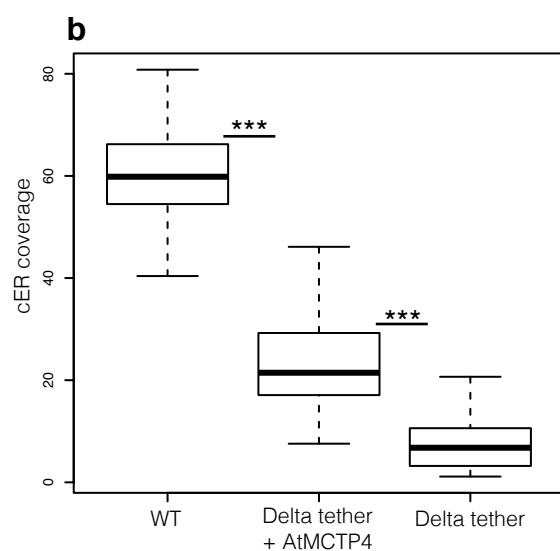 b
cER coverage
80
60
40
20
0
***
***
WT
Delta tether
+ AtMCTP4
Delta tether